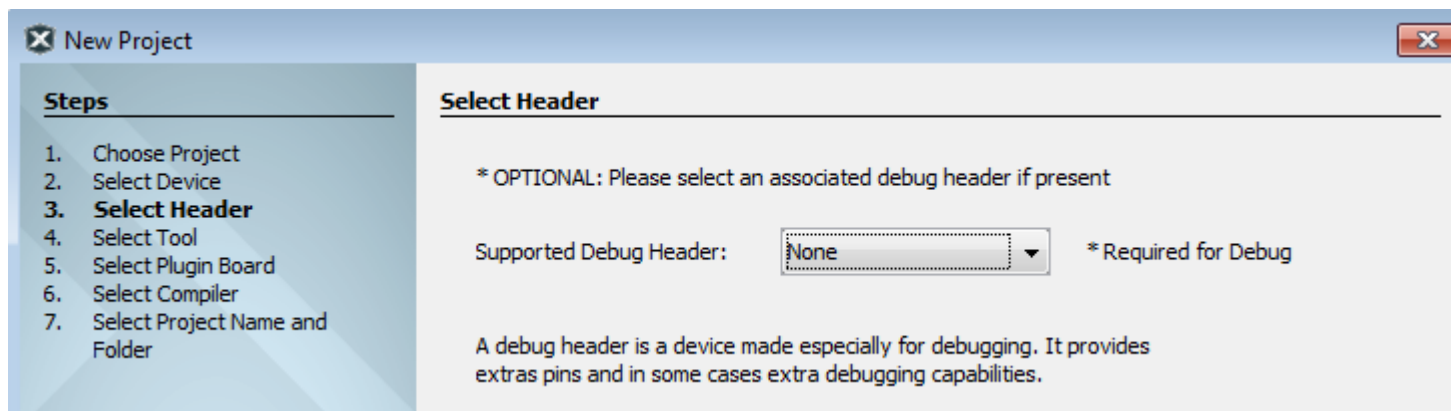 New Project
Steps
1. Choose Project
2. Select Device
3. Select Header
4. Select Tool
5. Select Plugin Board
6. Select Compiler
7. Select Project Name and
Folder
Select Header
* OPTIONAL: Please select an associated debug header if present
Supported Debug Header: None * Required for Debug
A debug header is a device made especially for debugging. It provides
extras pins and in some cases extra debugging capabilities.